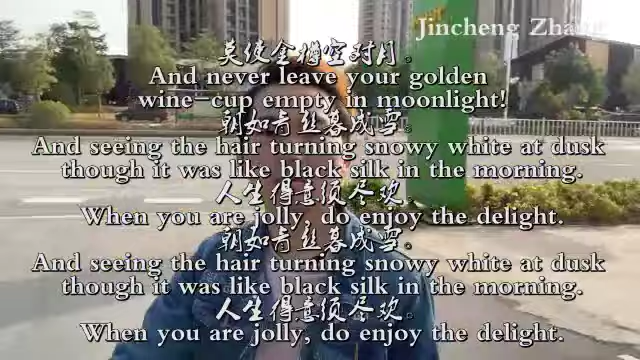 Jincheng Zhang
莫使金樽空对月。
And never leave your golden
wine-cup empty in moonlight!
朝如青丝暮成雪。
And seeing the hair turning snowy white at dusk
though it was like black silk in the morning.
人生得意须尽欢。
When you are jolly, do enjoy the delight.
朝如青丝暮成雪。
And seeing the hair turning snowy white at dusk
though it was like black silk in the morning.
人生得意须尽欢。
When you are jolly, do enjoy the delight.